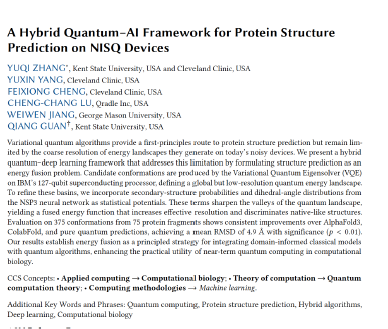 A Hybrid Quantum–AI Framework for Protein Structure
Prediction on NISQ Devices
YUQI ZHANG*, Kent State University, USA and Cleveland Clinic, USA
YUXIN YANG, Cleveland Clinic, USA
FEIXIONG CHENG, Cleveland Clinic, USA
CHENG-CHANG LU, Qradle Inc, USA
WEIWEN JIANG, George Mason University, USA
QIANG GUAN†, Kent State University, USA
Variational quantum algorithms provide a first-principles route to protein structure prediction but remain lim-
ited by the coarse resolution of energy landscapes they generate on today's noisy devices. We present a hybrid
quantum–deep learning framework that addresses this limitation by formulating structure prediction as an
energy fusion problem. Candidate conformations are produced by the Variational Quantum Eigensolver (VQE)
on IBM's 127-qubit superconducting processor, defining a global but low-resolution quantum energy landscape.
To refine these basins, we incorporate secondary-structure probabilities and dihedral-angle distributions from
the NSP3 neural network as statistical potentials. These terms sharpen the valleys of the quantum landscape,
yielding a fused energy function that increases effective resolution and discriminates native-like structures.
Evaluation on 375 conformations from 75 protein fragments shows consistent improvements over AlphaFold3,
ColabFold, and pure quantum predictions, achieving a mean RMSD of 4.9 Å with significance (p < 0.01).
Our results establish energy fusion as a principled strategy for integrating domain-informed classical models
with quantum algorithms, enhancing the practical utility of near-term quantum computing in computational
biology.
CCS Concepts: • Applied computing → Computational biology; • Theory of computation → Quantum
computation theory; • Computing methodologies → Machine learning.
Additional Key Words and Phrases: Quantum computing, Protein structure prediction, Hybrid algorithms,
Deep learning, Computational biology